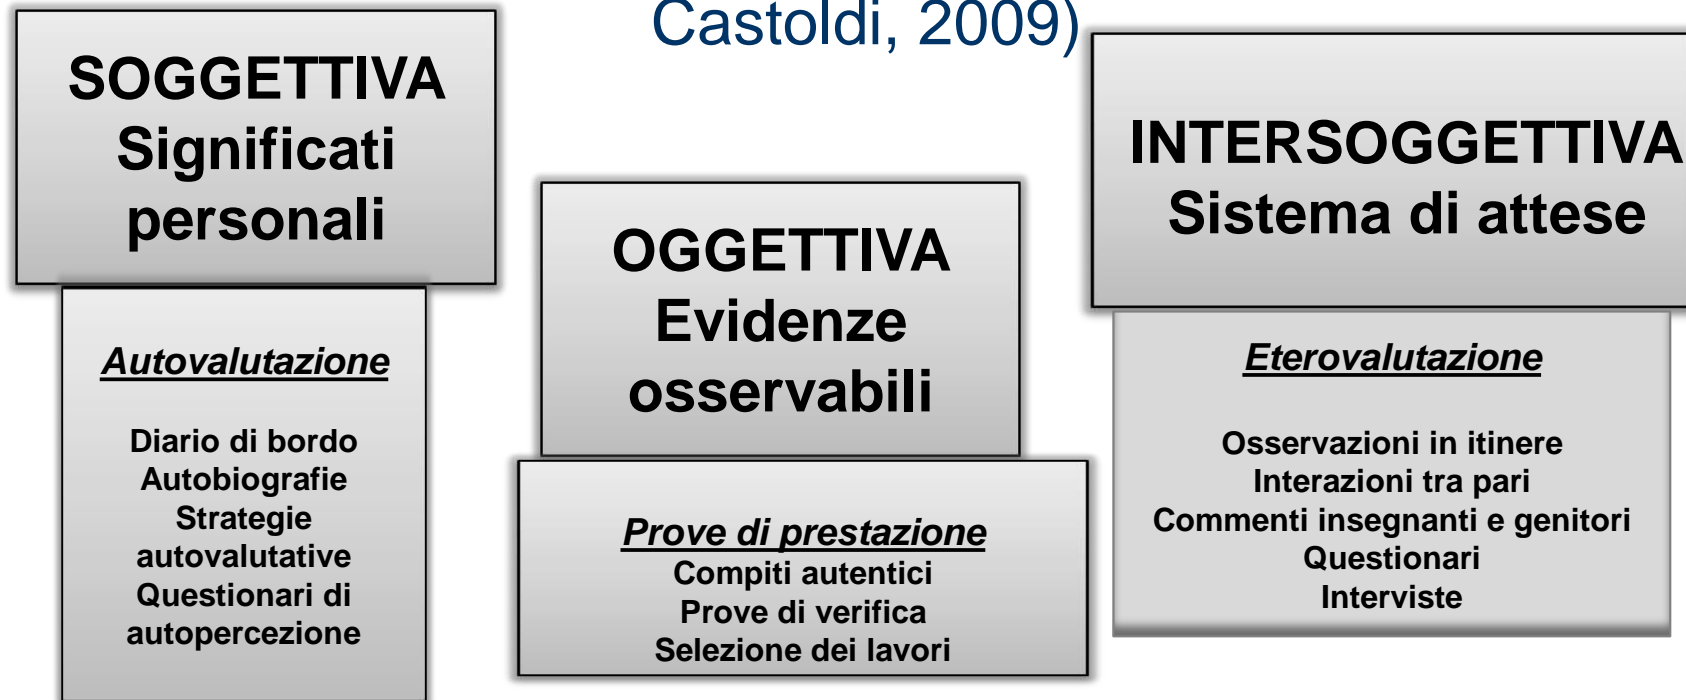 Castoldi, 2009)
SOGGETTIVA
Significati
personali
Autovalutazione
Diario di bordo
Autobiografie
Strategie
autovalutative
Questionari di
autopercezione
OGGETTIVA
Evidenze
osservabili
Prove di prestazione
Compiti autentici
Prove di verifica
Selezione dei lavori
INTERSOGGETTIVA
Sistema di attese
Eterovalutazione
Osservazioni in itinere
Interazioni tra pari
Commenti insegnanti e genitori
Questionari
Interviste